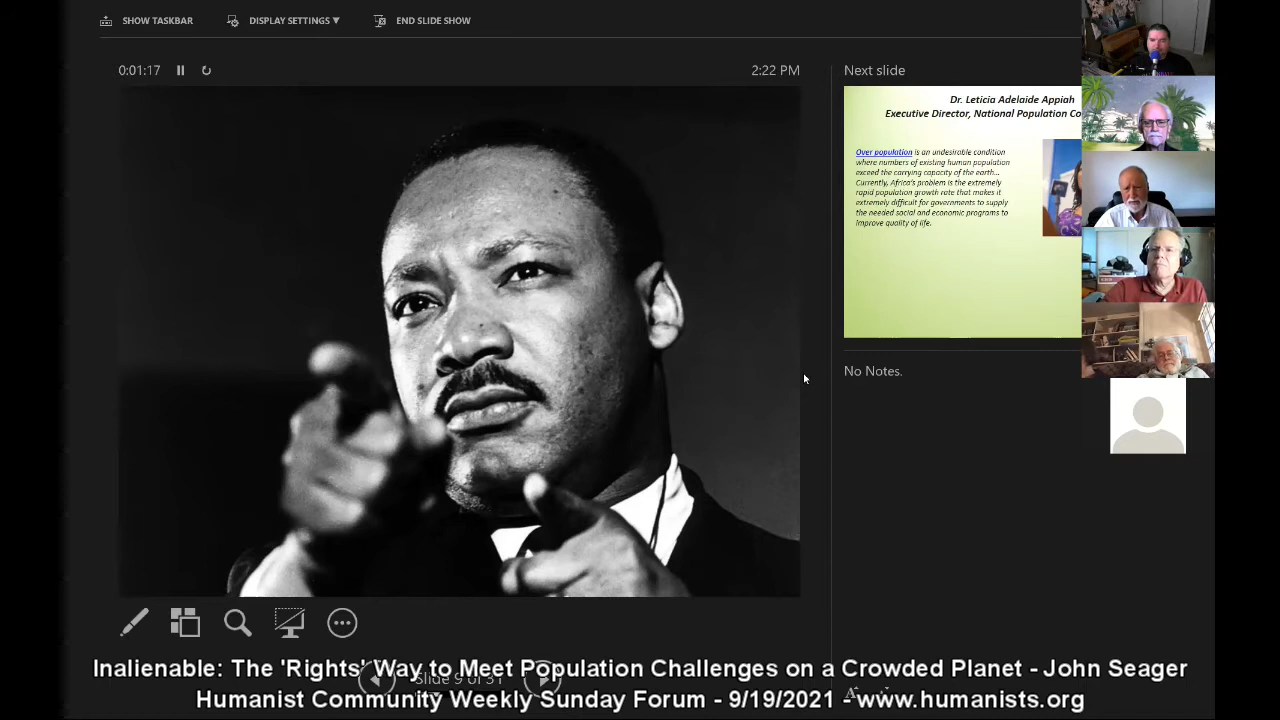 SHOW TASKBAR DISPLAY SETTINGS ▼ END SLIDE SHOW
0:01:17 2:22 PM
Next slide
Dr. Leticia Adelaide Appiah
Executive Director, National Population Co
Over population is an undesirable condition
where numbers of existing human population
exceed the carrying capacity of the earth...
Currently, Africa's problem is the extremely
rapid population growth rate that makes it
extremely difficult for governments to supply
the needed social and economic programs to
improve quality of life.
No Notes.
Slide 9 of 31
Inalienable: The 'Rights' Way to Meet Population Challenges on a Crowded Planet - John Seager
Humanist Community Weekly Sunday Forum - 9/19/2021 - www.humanists.org